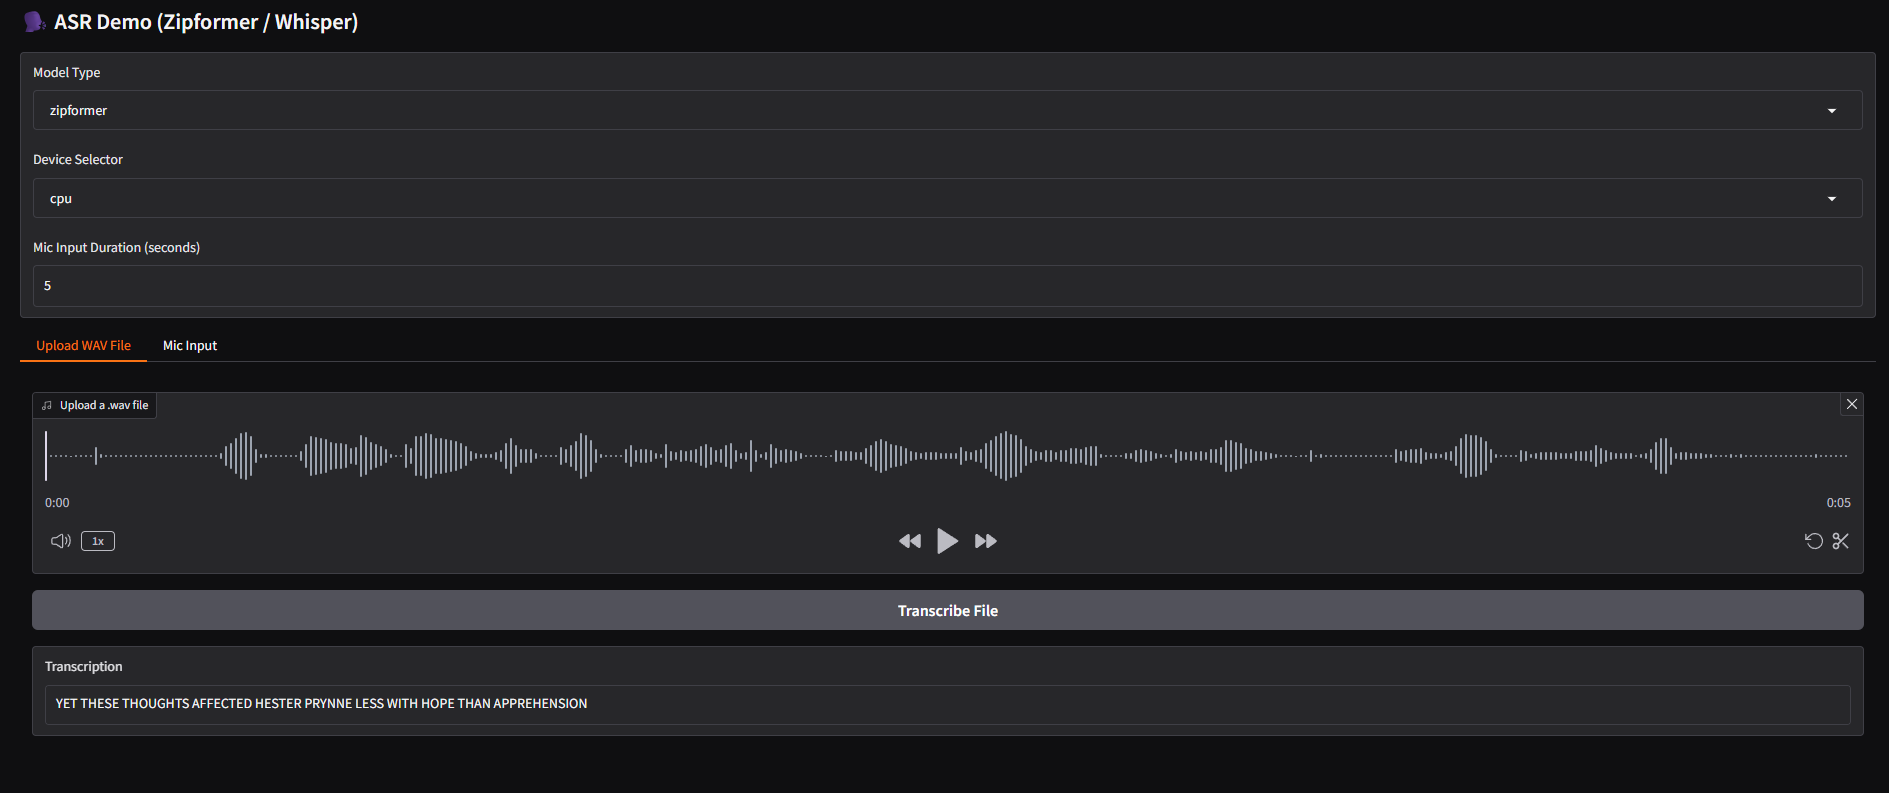 ASR Demo (Zipformer / Whisper)
Model Type
zipformer
Device Selector
cpu
Mic Input Duration (seconds)
5
Upload WAV File Mic Input
Upload a .wav file
0:00 0:05
1x
Transcribe File
Transcription
YET THESE THOUGHTS AFFECTED HESTER PRYNNE LESS WITH HOPE THAN APPREHENSION